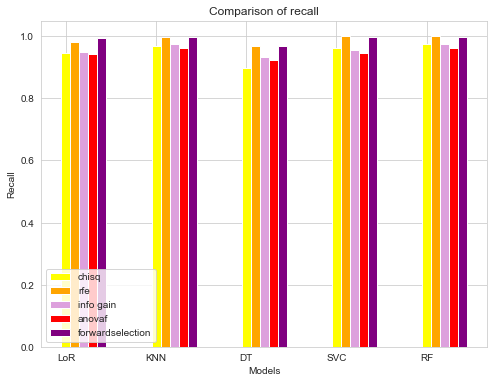 Comparison of recall
1.0
0.8
0.6
0.4
0.2
0.0
Recall
chisq
rfe
info gain
anovaf
forwardselection
LoR KNN DT SVC RF
Models